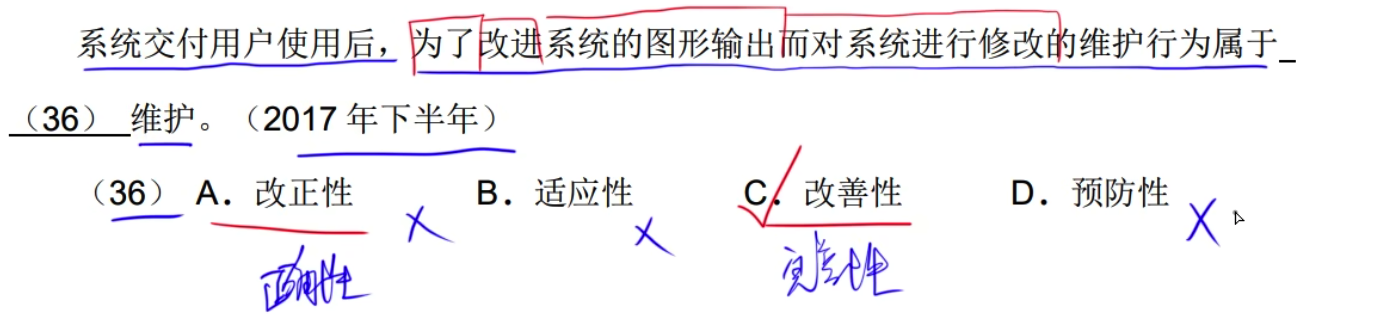 系统交付用户使用后，为了改进系统的图形输出而对系统进行修改的维护行为属于_
（36） 维护。（2017 年下半年）
（36） A．改正性 B．适应性 C．改善性 D．预防性
正确性 完善性